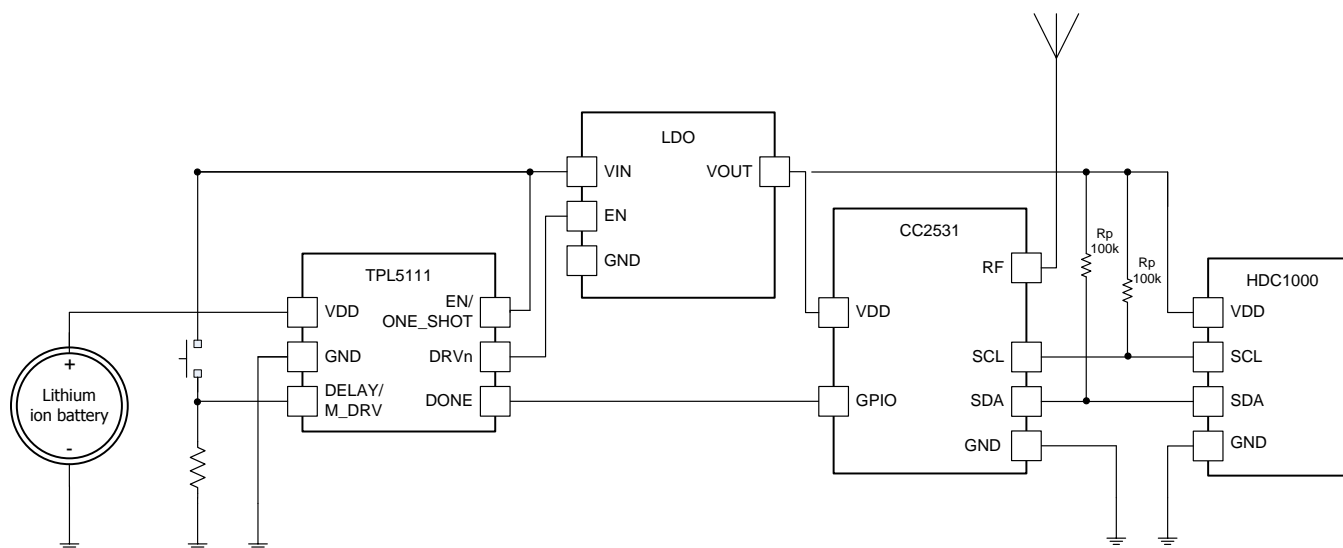 LDO
VIN
VOUT
EN
GND
CC2531
RF
VDD
SCL
GPIO
SDA
GND
Rp
100k
Rp
100k
HDC1000
VDD
SCL
SDA
GND
TPL5111
VDD
EN/
ONE_SHOT
GND
DRVn
DELAY/
M_DRV
DONE
+
Lithium
ion battery
-